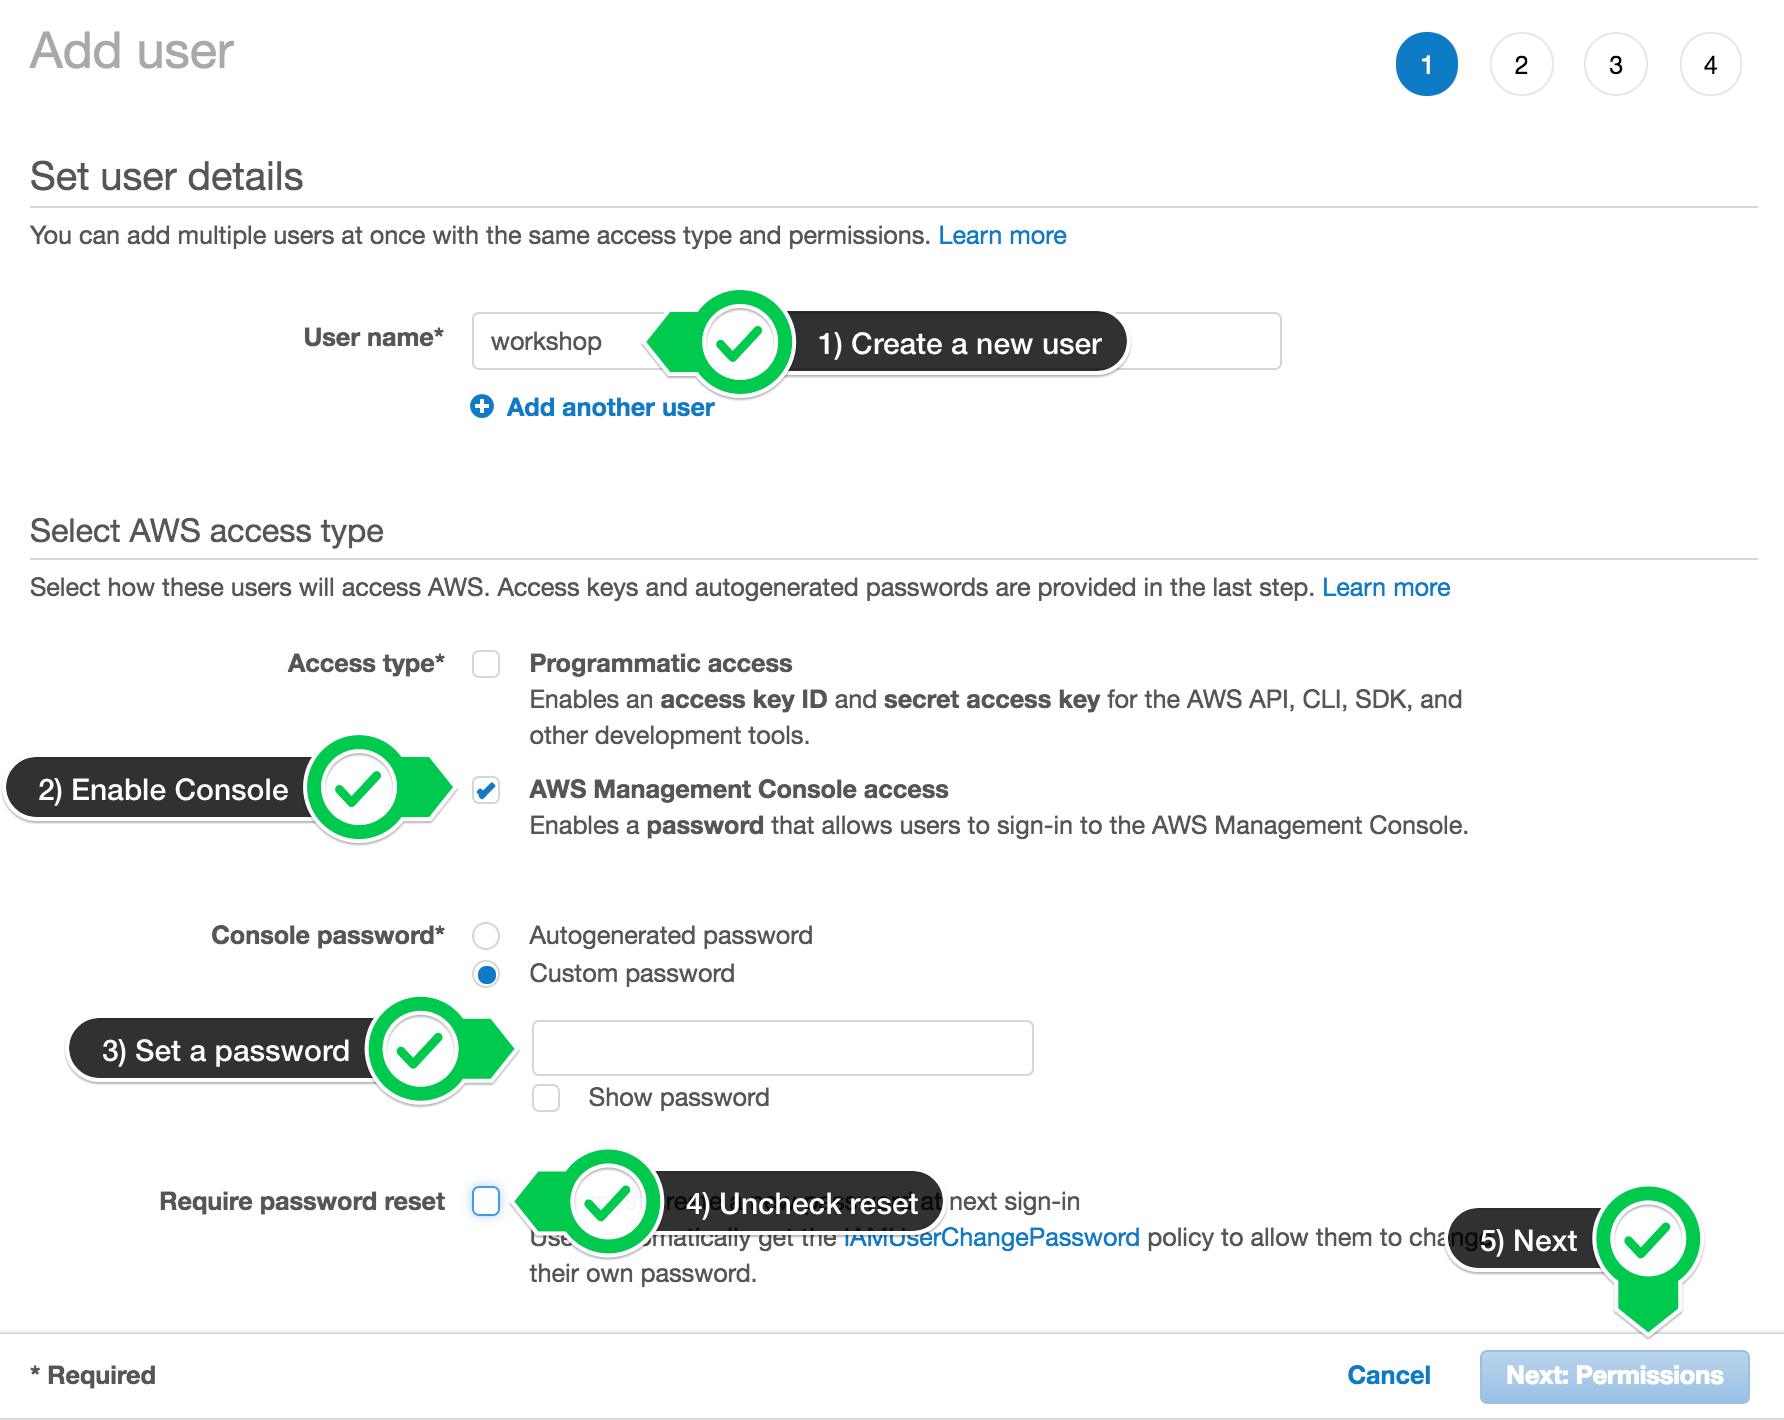 Add user
1 2 3 4
Set user details
You can add multiple users at once with the same access type and permissions. Learn more
User name* workshop 1) Create a new user
Add another user
Select AWS access type
Select how these users will access AWS. Access keys and autogenerated passwords are provided in the last step. Learn more
Access type* Programmatic access
Enables an access key ID and secret access key for the AWS API, CLI, SDK, and
other development tools.
2) Enable Console AWS Management Console access
Enables a password that allows users to sign-in to the AWS Management Console.
Console password* Autogenerated password
Custom password
3) Set a password
Show password
Require password reset 4) Uncheck reset at next sign-in
get the IAMUserChangePassword policy to allow them to change 5) Next
their own password.
* Required Cancel Next: Permissions